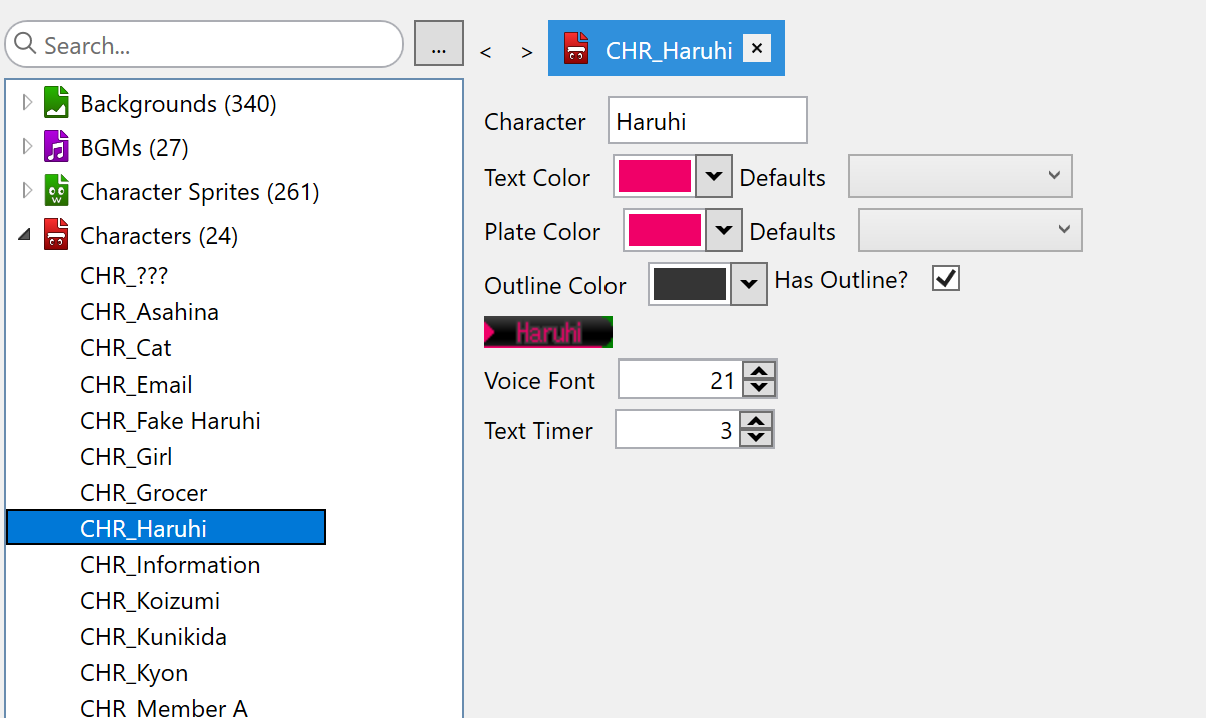 Search...
...
< >
CHR_Haruhi
Backgrounds (340)
BGMs (27)
Character Sprites (261)
Characters (24)
CHR_???
CHR_Asahina
CHR_Cat
CHR_Email
CHR_Fake Haruhi
CHR_Girl
CHR_Grocer
CHR_Haruhi
CHR_Information
CHR_Koizumi
CHR_Kunikida
CHR_Kyon
CHR_Member A
Character Haruhi
Text Color Defaults
Plate Color Defaults
Outline Color Has Outline?
Haruhi
Voice Font 21
Text Timer 3